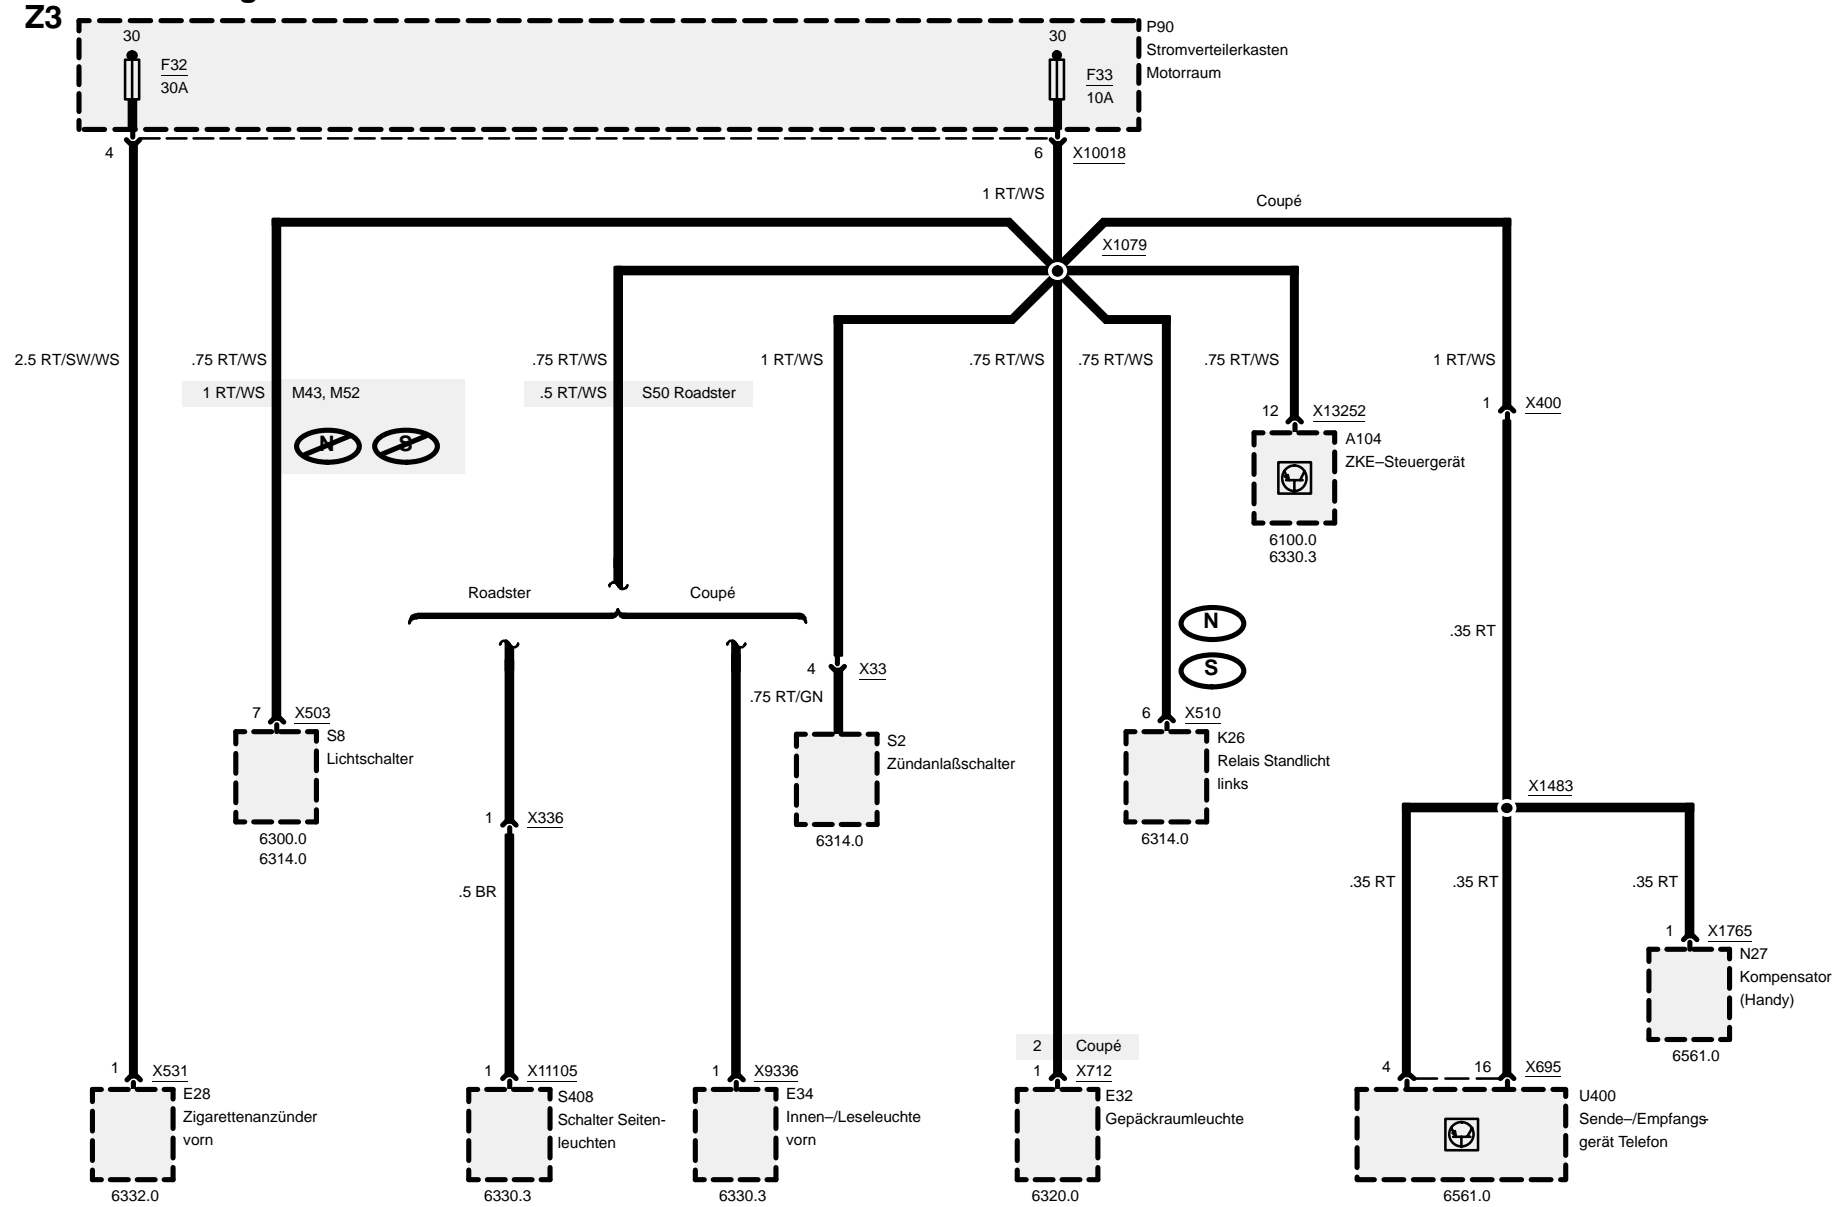 Z3
P90
Stromverteilerkasten
Motorraum
30
F32
30A
30
F33
10A
4
6 X10018
1 RT/WS
Coupé
X1079
2.5 RT/SW/WS
.75 RT/WS
1 RT/WS M43, M52
N S
.75 RT/WS
.5 RT/WS S50 Roadster
1 RT/WS
.75 RT/WS
.75 RT/WS
.75 RT/WS
1 RT/WS
12 X13252
A104
ZKE–Steuergerät
6100.0
6330.3
1 X400
.35 RT
Roadster
Coupé
N
S
4 X33
.75 RT/GN
7 X503
S8
Lichtschalter
6300.0
6314.0
S2
Zündanlaßschalter
6314.0
6 X510
K26
Relais Standlicht
links
6314.0
1 X336
.5 BR
X1483
.35 RT
.35 RT
.35 RT
1 X1765
N27
Kompensator
(Handy)
6561.0
1 X531
E28
Zigarettenanzünder
vorn
6332.0
1 X11105
S408
Schalter Seiten-
leuchten
6330.3
1 X9336
E34
Innen–/Leseleuchte
vorn
6330.3
2 Coupé
1 X712
E32
Gepäckraumleuchte
6320.0
4
16 X695
U400
Sende–/Empfangs-
gerät Telefon
6561.0